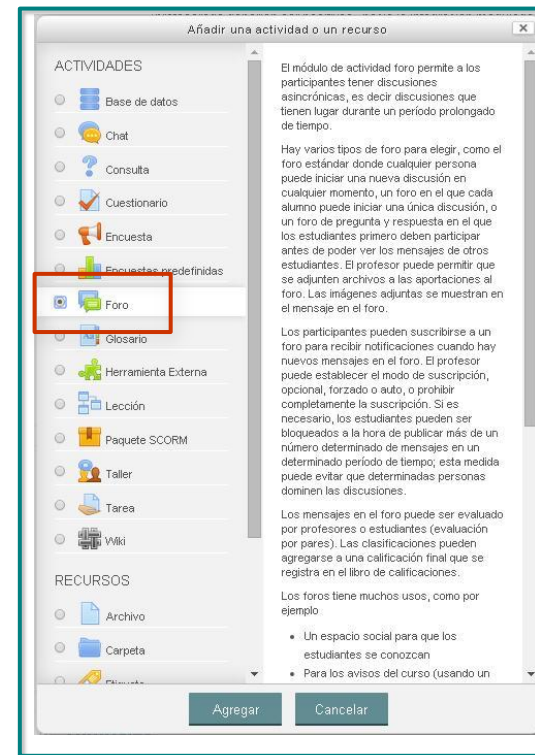 Añadir una actividad o un recurso
ACTIVIDADES
Base de datos
Chat
Consulta
Cuestionario
Encuesta
Encuestas predefinidas
Foro
Glosario
Herramienta Externa
Lección
Paquete SCORM
Taller
Tarea
Wiki
RECURSOS
Archivo
Carpeta
Etiqueta
El módulo de actividad foro permite a los
participantes tener discusiones
asincrónicas, es decir discusiones que
tienen lugar durante un período prolongado
de tiempo.
Hay varios tipos de foro para elegir, como el
foro estándar donde cualquier persona
puede iniciar una nueva discusión en
cualquier momento, un foro en el que cada
alumno puede iniciar una única discusión, o
un foro de pregunta y respuesta en el que
los estudiantes primero deben participar
antes de poder ver los mensajes de otros
estudiantes. El profesor puede permitir que
se adjunten archivos a las aportaciones al
foro. Las imágenes adjuntas se muestran en
el mensaje en el foro.
Los participantes pueden suscribirse a un
foro para recibir notificaciones cuando hay
nuevos mensajes en el foro. El profesor
puede establecer el modo de suscripción,
opcional, forzado o auto, o prohibir
completamente la suscripción. Si es
necesario, los estudiantes pueden ser
bloqueados a la hora de publicar más de un
número determinado de mensajes en un
determinado período de tiempo; esta medida
puede evitar que determinadas personas
dominen las discusiones.
Los mensajes en el foro puede ser evaluado
por profesores o estudiantes (evaluación
por pares). Las clasificaciones pueden
agregarse a una calificación final que se
registra en el libro de calificaciones.
Los foros tiene muchos usos, como por
ejemplo
• Un espacio social para que los
estudiantes se conozcan
• Para los avisos del curso (usando un
Agregar
Cancelar